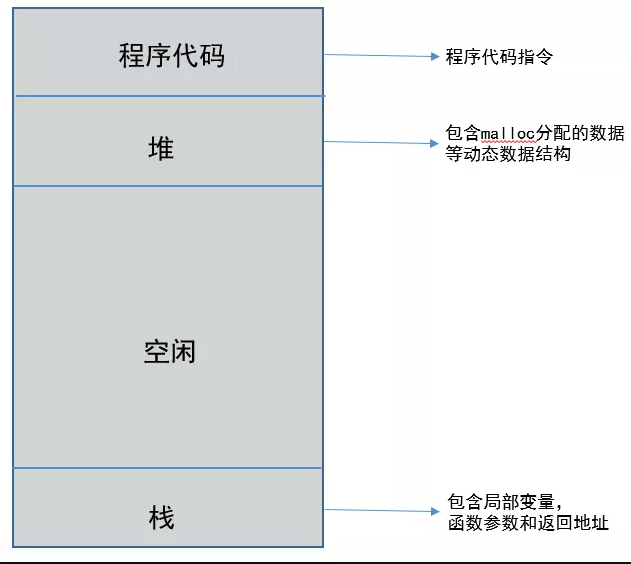 程序代码
程序代码指令
堆
包含malloc分配的数据
等动态数据结构
空闲
栈
包含局部变量，
函数参数和返回地址